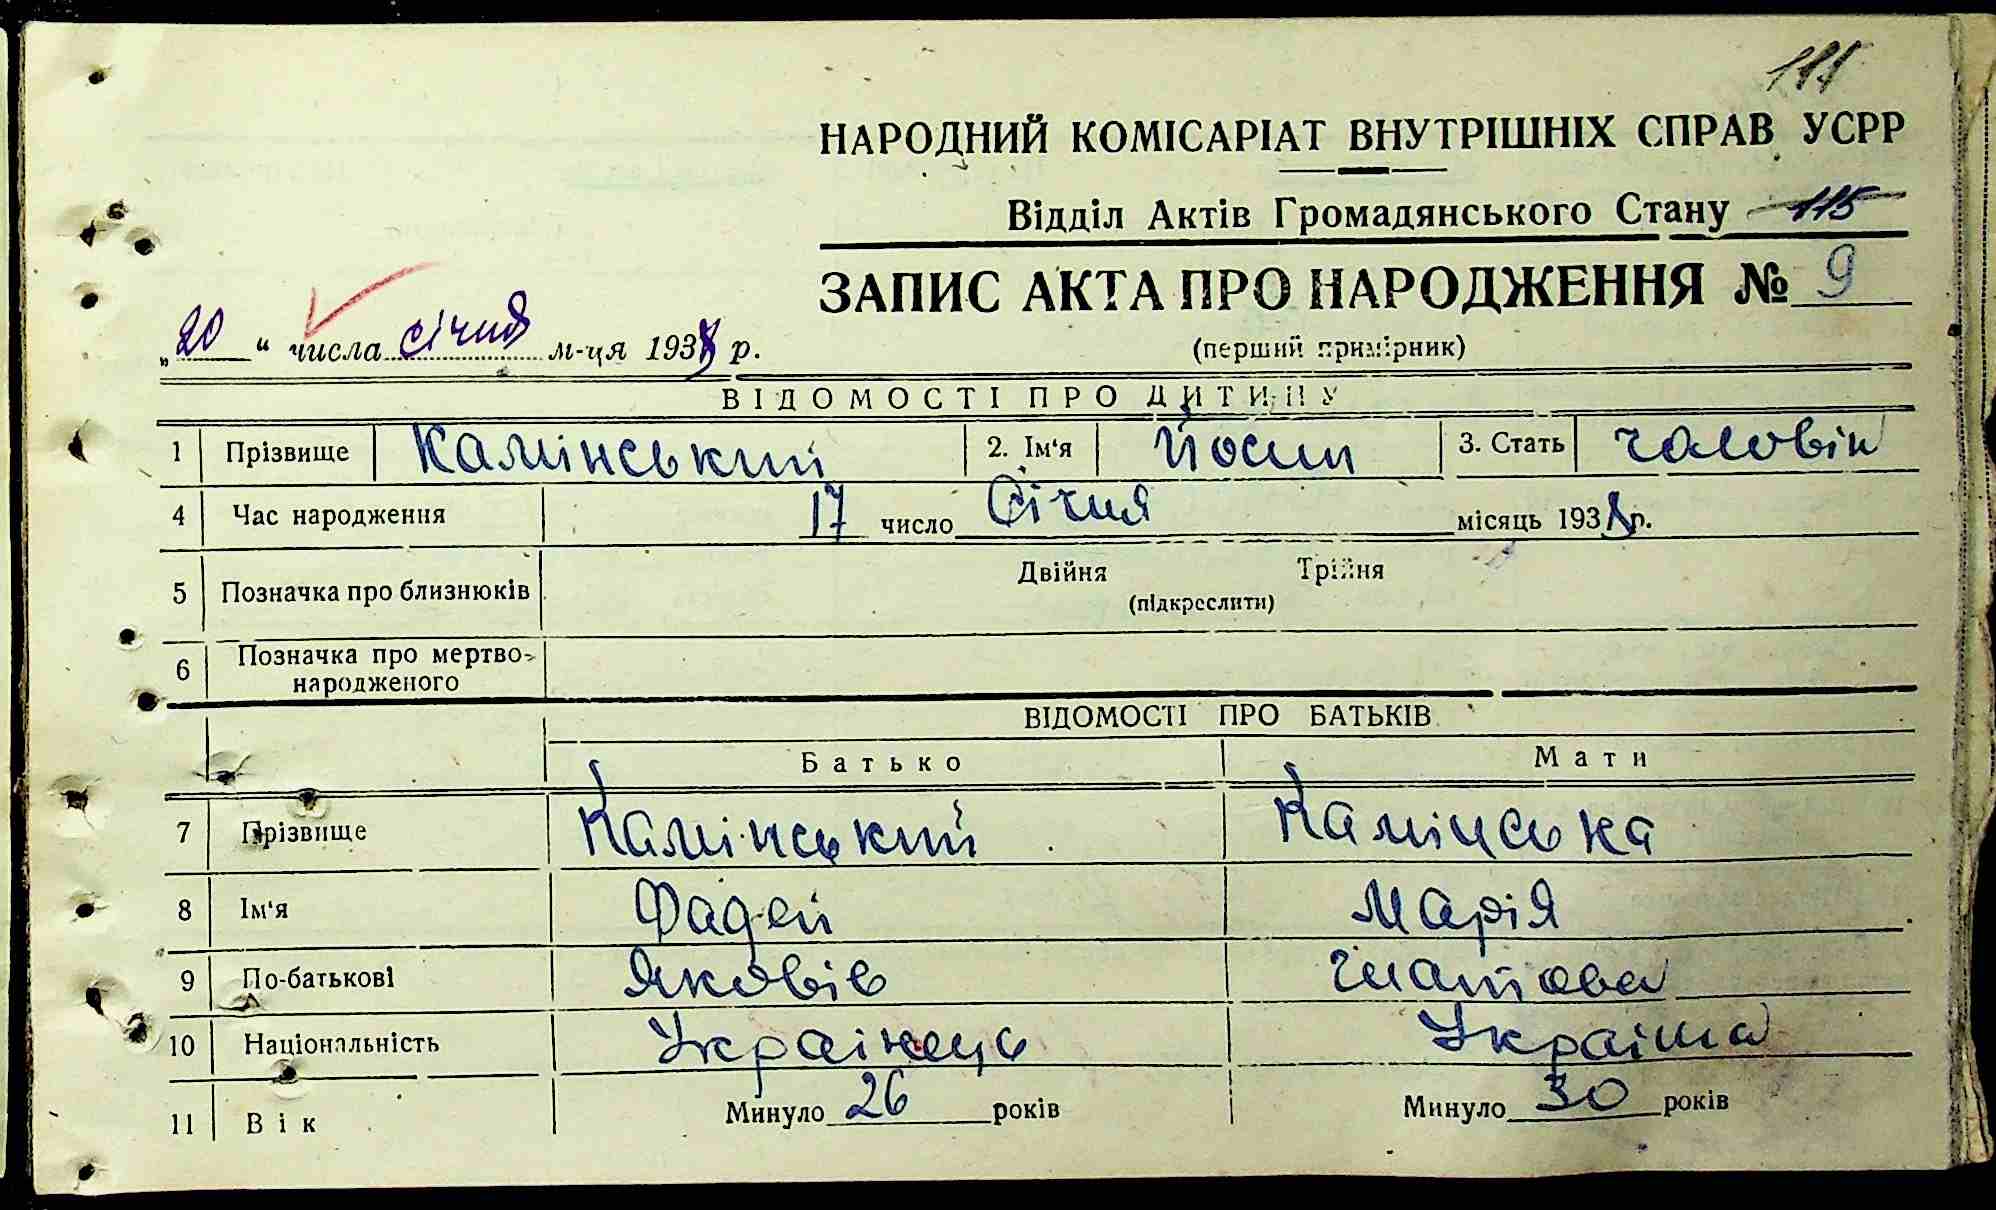 НАРОДНИЙ КОМІСАРІАТ ВНУТРІШНІХ СПРАВ УСРР
Відділ Актів Громадянського Стану 115
ЗАПИС АКТА ПРО НАРОДЖЕННЯ № 9
„20“ числа січня м-ця 1938 р.
(перший примірник)
ВІДОМОСТІ ПРО ДИТИНУ
1 Прізвище Камінський 2. Ім'я Йосип 3. Стать чоловік
4 Час народження 17 число Січня місяць 1938 р.
5 Позначка про близнюків Двійня Трійня
(підкреслити)
6 Позначка про мертво-
народженого
ВІДОМОСТІ ПРО БАТЬКІВ
Батько Мати
7 Прізвище Камінський Камінська
8 Ім'я Фадей Марія
9 По-батькові Яковів
10 Національність Українець Україна
11 Вік Минуло 26 років Минуло 30 років